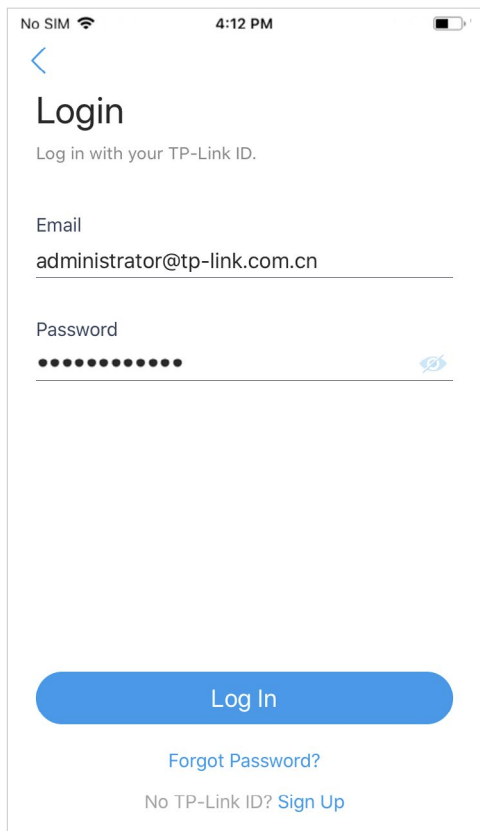 No SIM 4:12 PM
Login
Log in with your TP-Link ID.
Email
administrator@tp-link.com.cn
Password
••••••••••••
Log In
Forgot Password?
No TP-Link ID? Sign Up